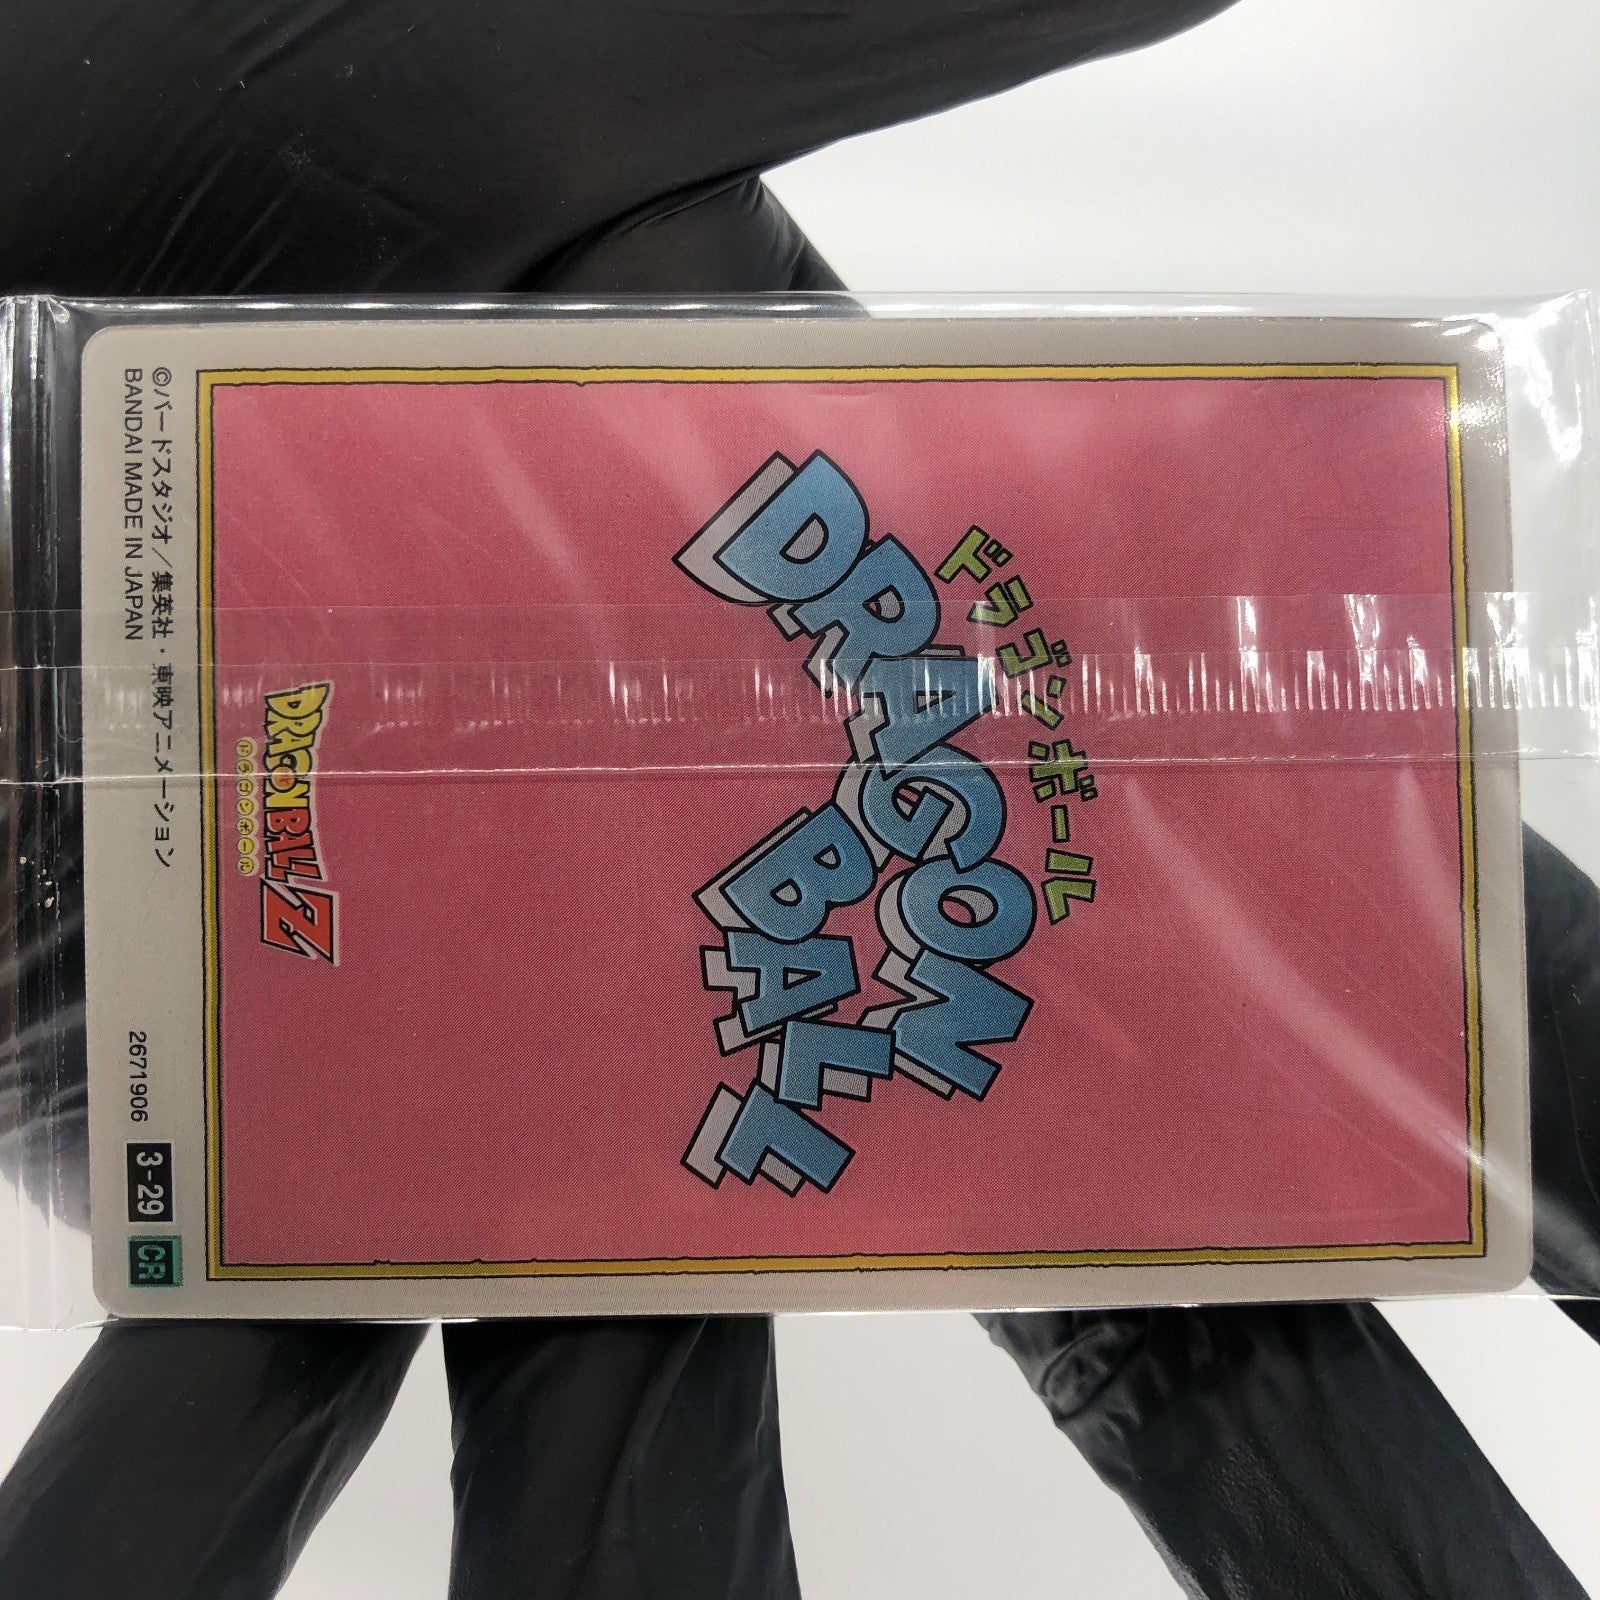 ドラゴンボール
DRAGON
BALL
DRAGON BALL Z
ドラゴンボール
©バードスタジオ／集英社・東映アニメーション
BANDAI MADE IN JAPAN
2671906 3-29 CR